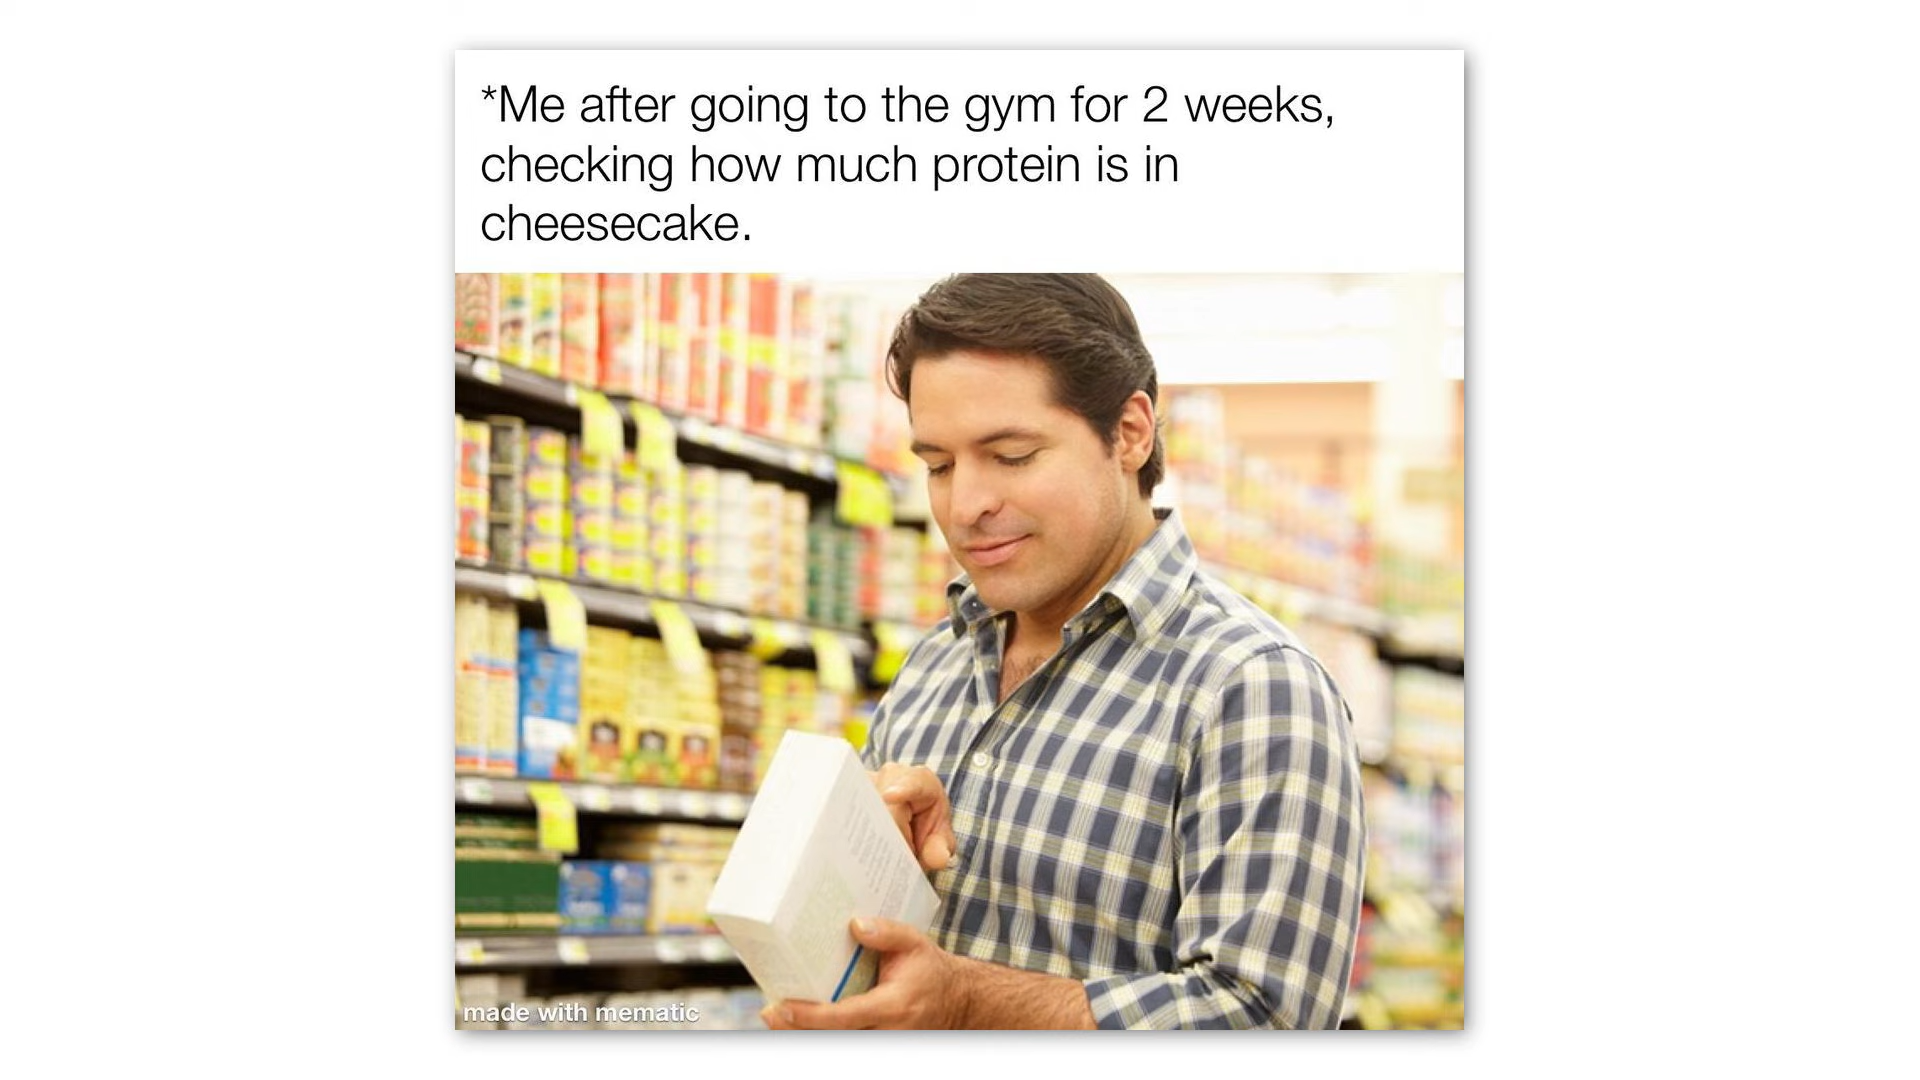 *Me after going to the gym for 2 weeks,
checking how much protein is in
cheesecake.
made with mematic